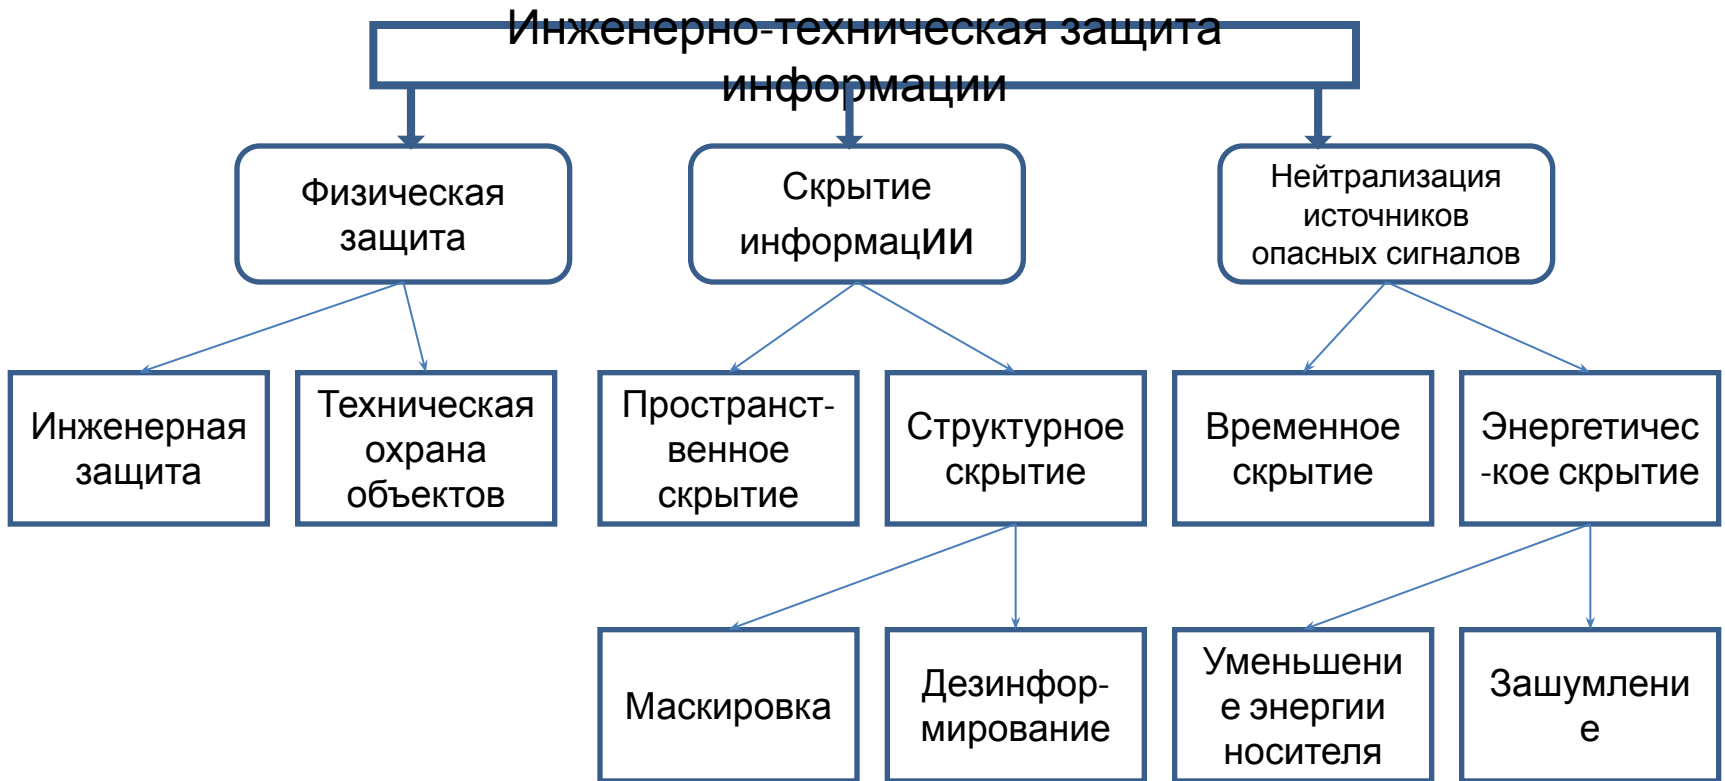 Инженерно-техническая защита
информации
Физическая
защита
Скрытие
информации
Нейтрализация
источников
опасных сигналов
Инженерная
защита
Техническая
охрана
объектов
Пространст-
венное
скрытие
Структурное
скрытие
Временное
скрытие
Энергетичес
-кое скрытие
Маскировка
Дезинфор-
мирование
Уменьшени
е энергии
носителя
Зашумлени
е